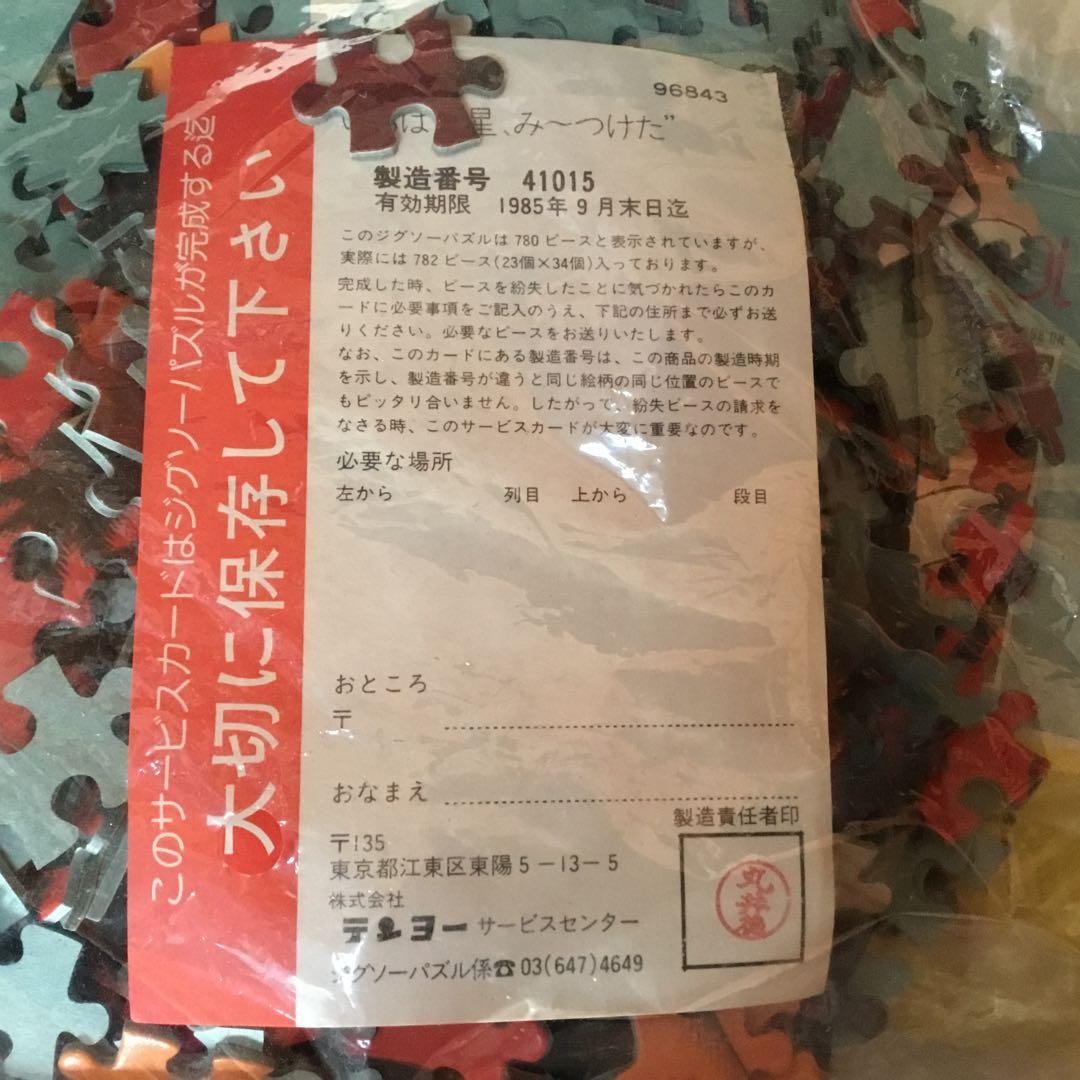 このサービスカードはジグソーパズルが完成する迄
大切に保存して下さい
96843
は 星、み〜つけた”
製造番号 41015
有効期限 1985年9月末日迄
このジグソーパズルは780ピースと表示されていますが、
実際には782ピース(23個×34個)入っております。
完成した時、ピースを紛失したことに気づかれたらこのカ
ードに必要事項をご記入のうえ、下記の住所まで必ずお送
りください。必要なピースをお送りいたします。
なお、このカードにある製造番号は、この商品の製造時期
を示し、製造番号が違うと同じ絵柄の同じ位置のピースで
もピッタリ合いません。したがって、紛失ピースの請求を
なさる時、このサービスカードが大変に重要なのです。
必要な場所
左から 列目 上から 段目
おところ
〒
おなまえ
製造責任者印
〒135
東京都江東区東陽5-13-5
株式会社
テンヨーサービスセンター
ジグソーパズル係☎03(647)4649